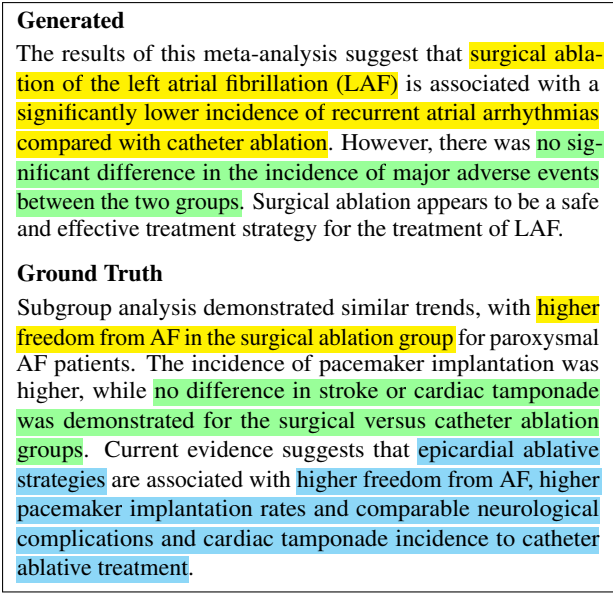 Generated
The results of this meta-analysis suggest that surgical abla-
tion of the left atrial fibrillation (LAF) is associated with a
significantly lower incidence of recurrent atrial arrhythmias
compared with catheter ablation. However, there was no sig-
nificant difference in the incidence of major adverse events
between the two groups. Surgical ablation appears to be a safe
and effective treatment strategy for the treatment of LAF.
Ground Truth
Subgroup analysis demonstrated similar trends, with higher
freedom from AF in the surgical ablation group for paroxysmal
AF patients. The incidence of pacemaker implantation was
higher, while no difference in stroke or cardiac tamponade
was demonstrated for the surgical versus catheter ablation
groups. Current evidence suggests that epicardial ablative
strategies are associated with higher freedom from AF, higher
pacemaker implantation rates and comparable neurological
complications and cardiac tamponade incidence to catheter
ablative treatment.